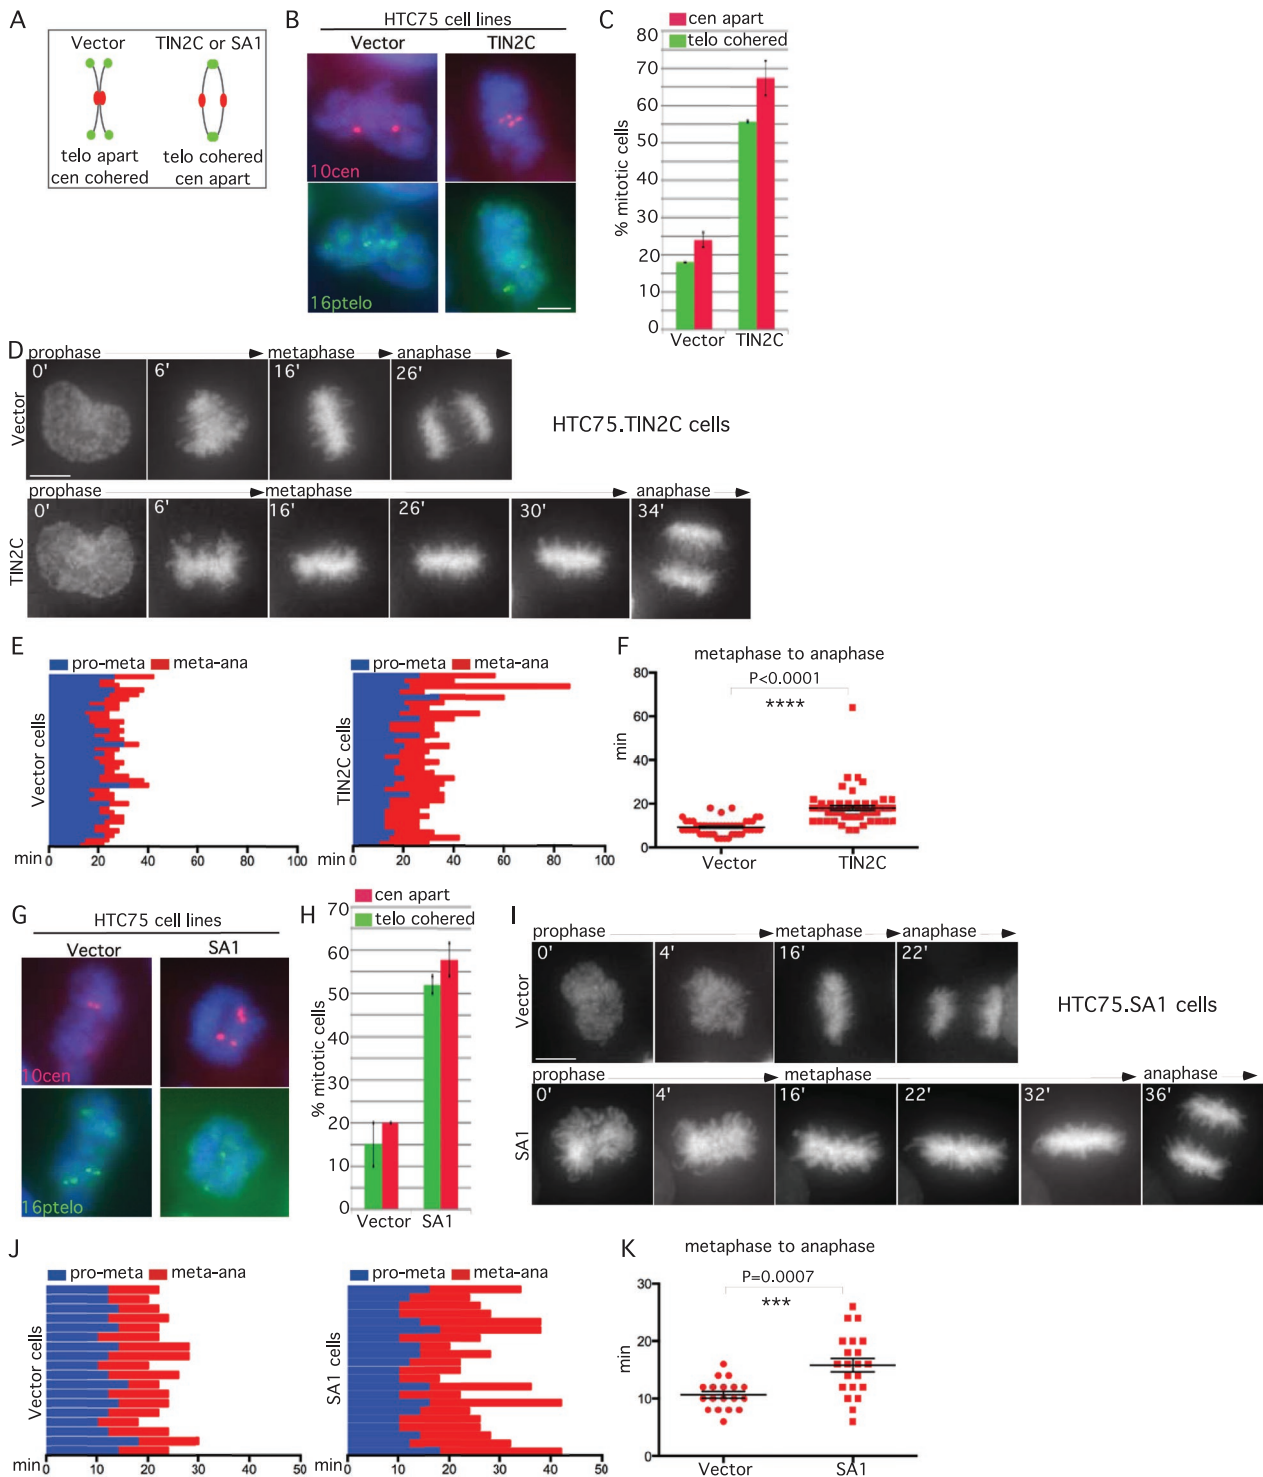 A
Vector
TIN2C or SA1
telo apart
cen cohered
telo cohered
cen apart
B
HTC75 cell lines
Vector
TIN2C
10cen
16ptelo
C
cen apart
telo cohered
% mitotic cells
80
70
60
50
40
30
20
10
0
Vector
TIN2C
D
prophase
metaphase
anaphase
Vector
0'
6'
16'
26'
HTC75.TIN2C cells
prophase
metaphase
anaphase
TIN2C
0'
6'
16'
26'
30'
34'
E
pro-meta
meta-ana
Vector cells
min
0
20
40
60
80
100
pro-meta
meta-ana
TIN2C cells
0
20
40
60
80
100
F
metaphase to anaphase
P<0.0001
****
min
80
60
40
20
0
Vector
TIN2C
G
HTC75 cell lines
Vector
SA1
10cen
16ptelo
H
cen apart
telo cohered
% mitotic cells
70
60
50
40
30
20
10
0
Vector
SA1
I
prophase
metaphase
anaphase
Vector
0'
4'
16'
22'
HTC75.SA1 cells
prophase
metaphase
anaphase
SA1
0'
4'
16'
22'
32'
36'
J
pro-meta
meta-ana
Vector cells
min
0
10
20
30
40
50
pro-meta
meta-ana
SA1 cells
min
0
10
20
30
40
50
K
metaphase to anaphase
P=0.0007
***
min
30
20
10
0
Vector
SA1